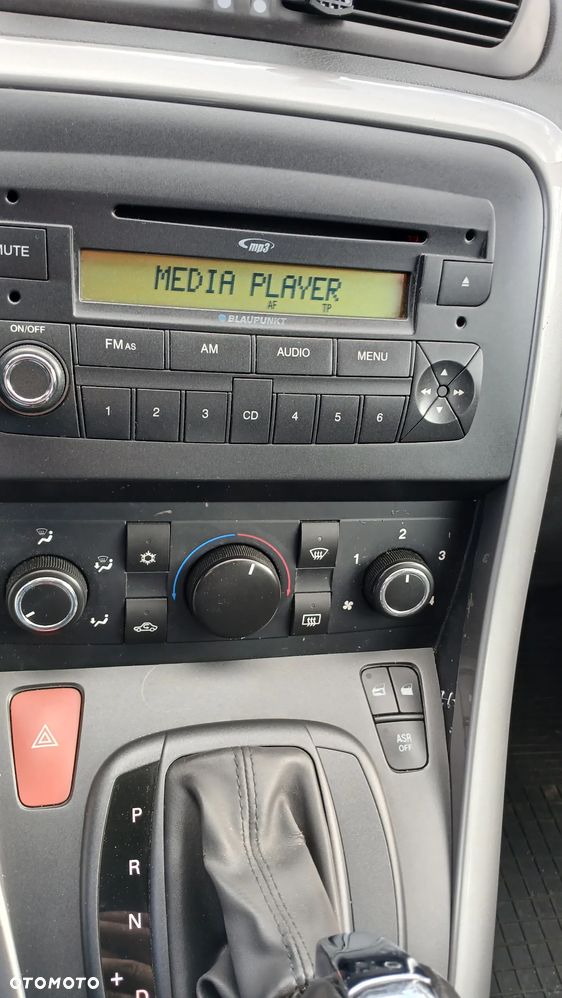 mp3
MUTE
MEDIA PLAYER
AF TP
BLAUPUNKT
ON/OFF
FM AS AM AUDIO MENU
1 2 3 CD 4 5 6
2
1 3
4
ASR
OFF
P
R
N
+ D
OTOMOTO